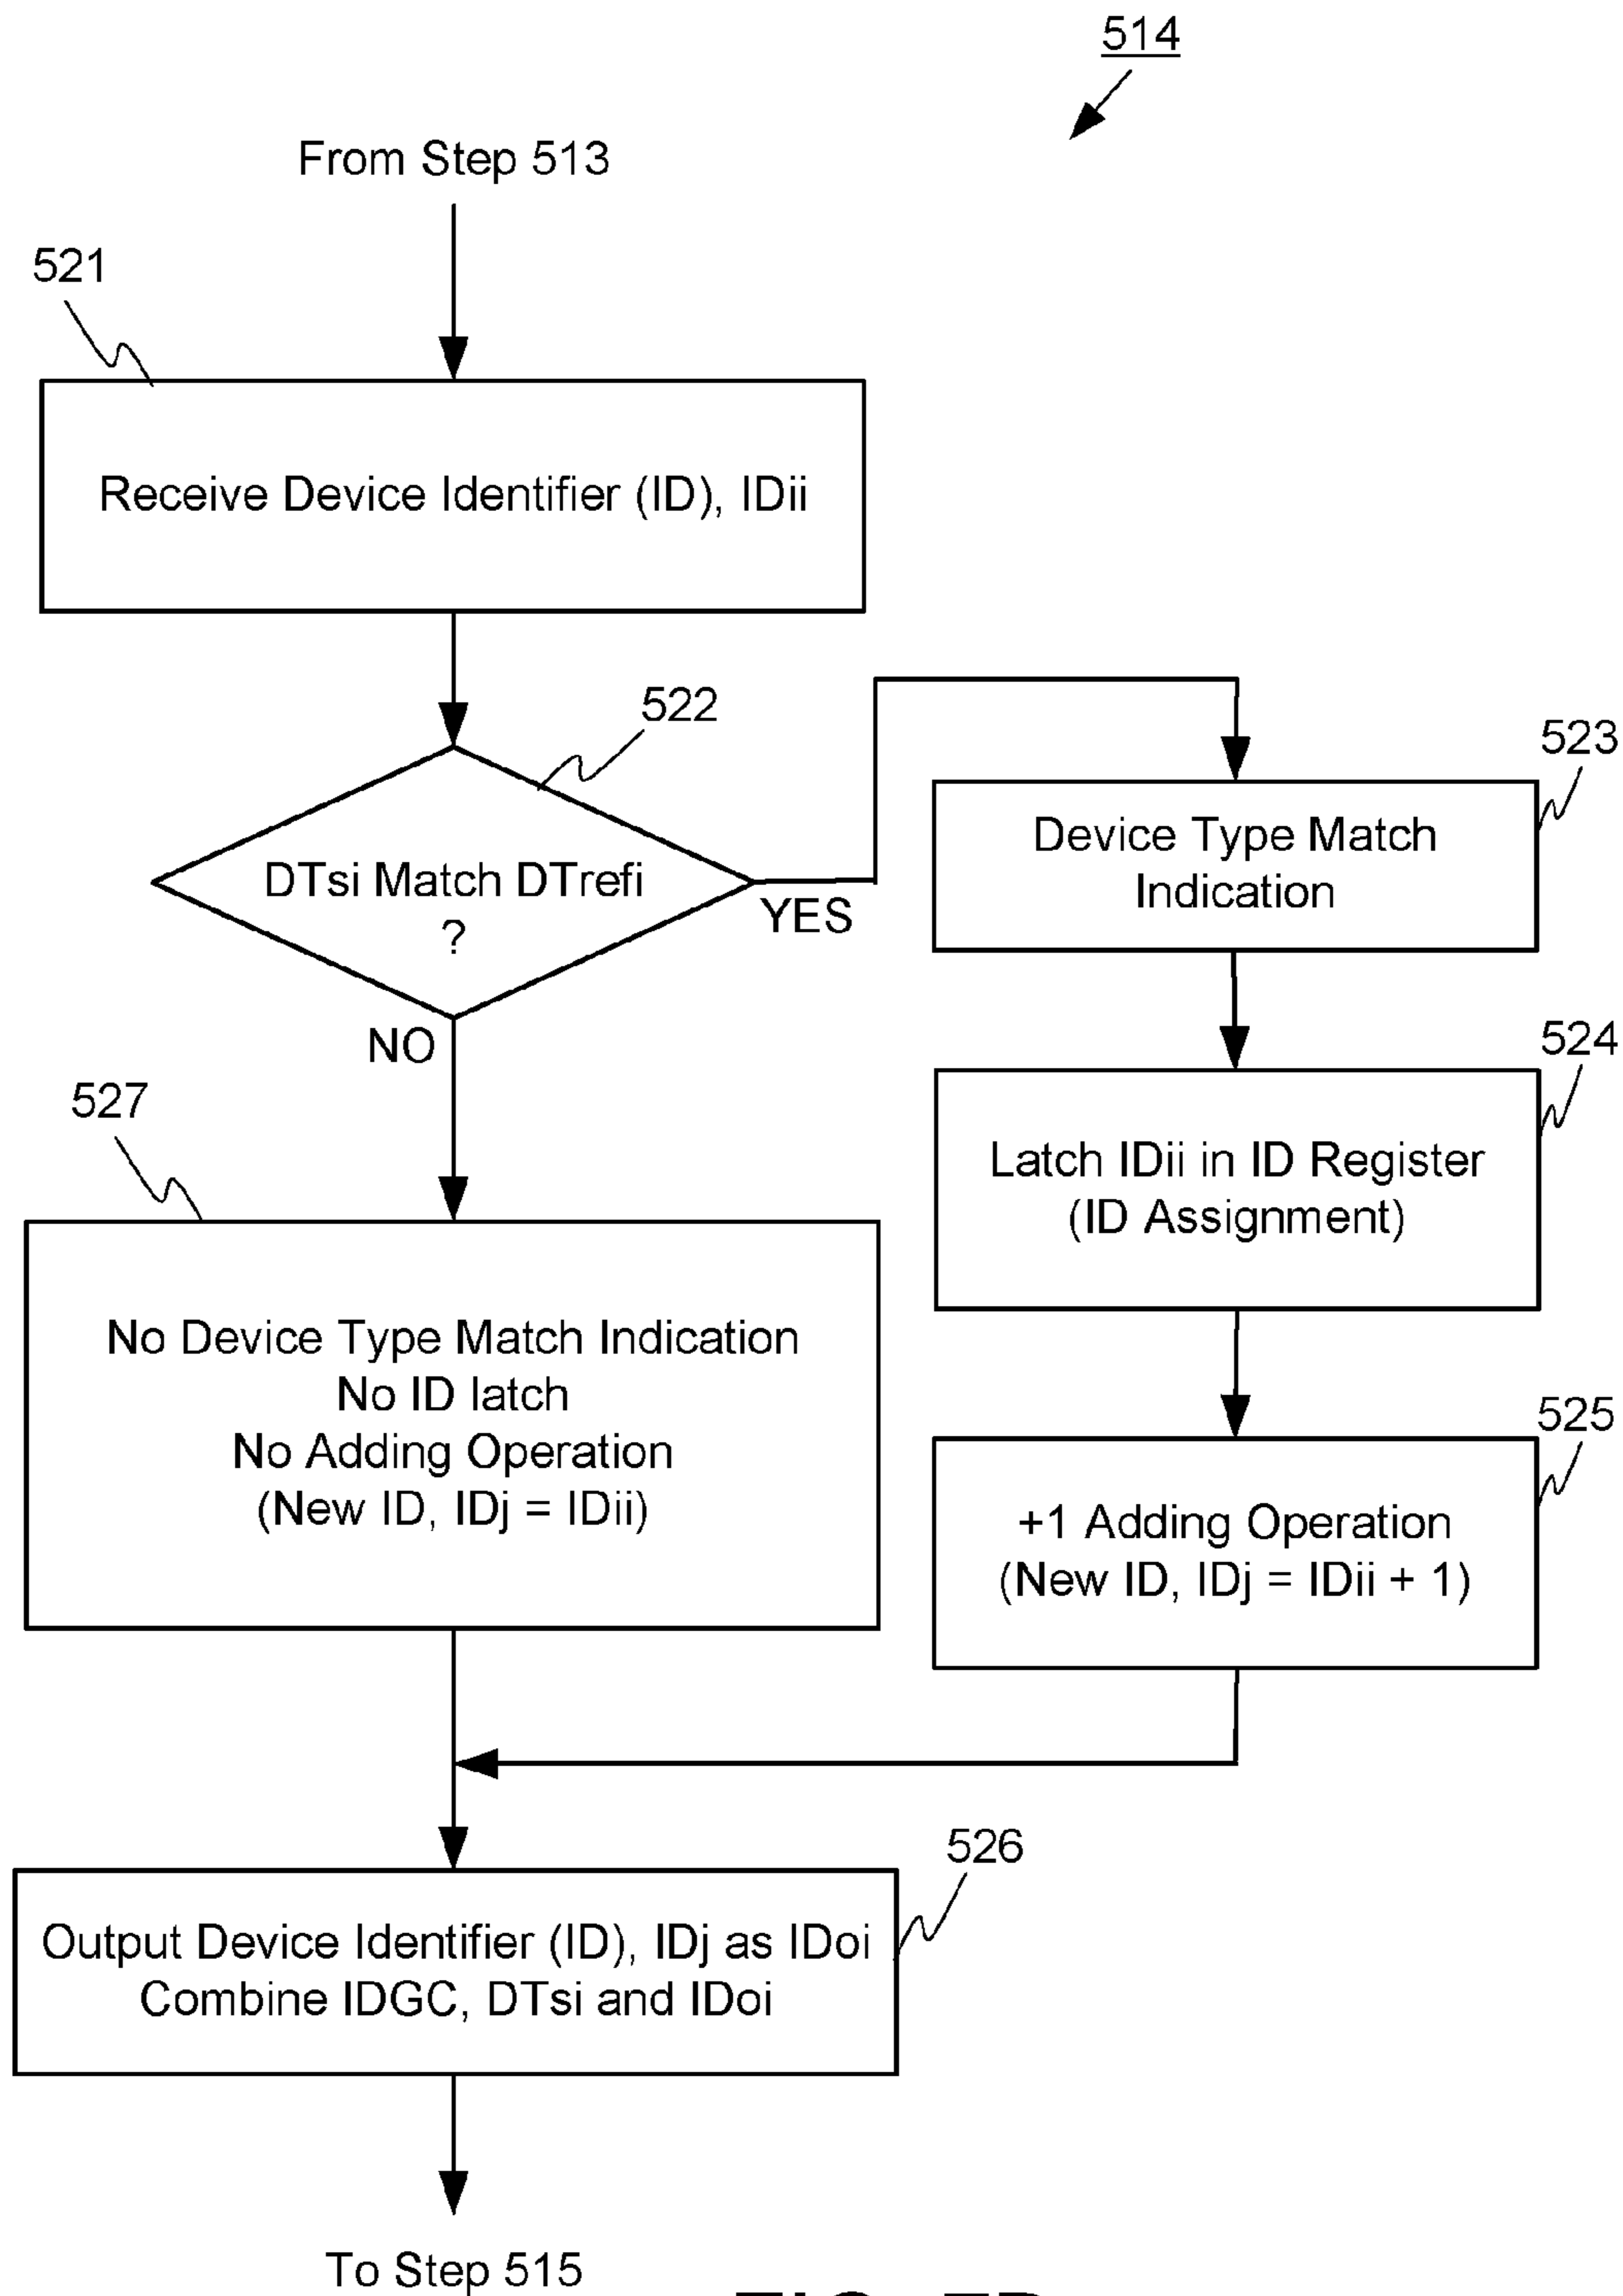 514
From Step 513
521
Receive Device Identifier (ID), IDii
522
DTsi Match DTrefi
?
YES
NO
523
Device Type Match
Indication
524
Latch IDii in ID Register
(ID Assignment)
525
+1 Adding Operation
(New ID, IDj = IDii + 1)
527
No Device Type Match Indication
No ID latch
No Adding Operation
(New ID, IDj = IDii)
526
Output Device Identifier (ID), IDj as IDoi
Combine IDGC, DTsi and IDoi
To Step 515